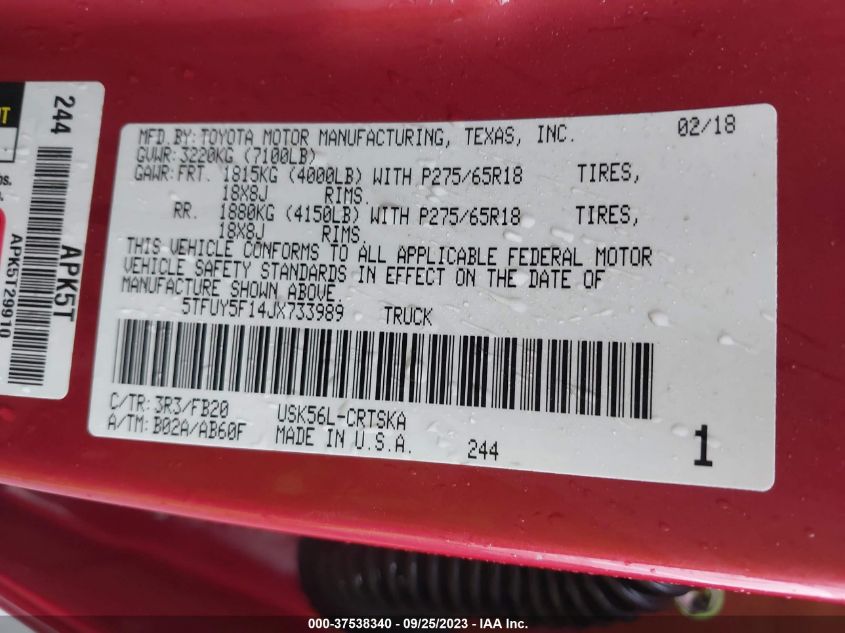 MFD.BY:TOYOTA MOTOR MANUFACTURING, TEXAS, INC. 02/18
GVWR:3220KG (7100LB)
GAWR:FRT. 1815KG (4000LB) WITH P275/65R18 TIRES,
18X8J RIMS.
RR. 1880KG (4150LB) WITH P275/65R18 TIRES,
18X8J RIMS.
THIS VEHICLE CONFORMS TO ALL APPLICABLE FEDERAL MOTOR
VEHICLE SAFETY STANDARDS IN EFFECT ON THE DATE OF
MANUFACTURE SHOWN ABOVE.
5TFUY5F14JX733989 TRUCK
C/TR:3R3/FB20 USK56L-CRTSKA
A/TM:B02A/AB60F MADE IN U.S.A. 244 1
244
APK5T
APK5T29910
000-37538340 - 09/25/2023 - IAA Inc.